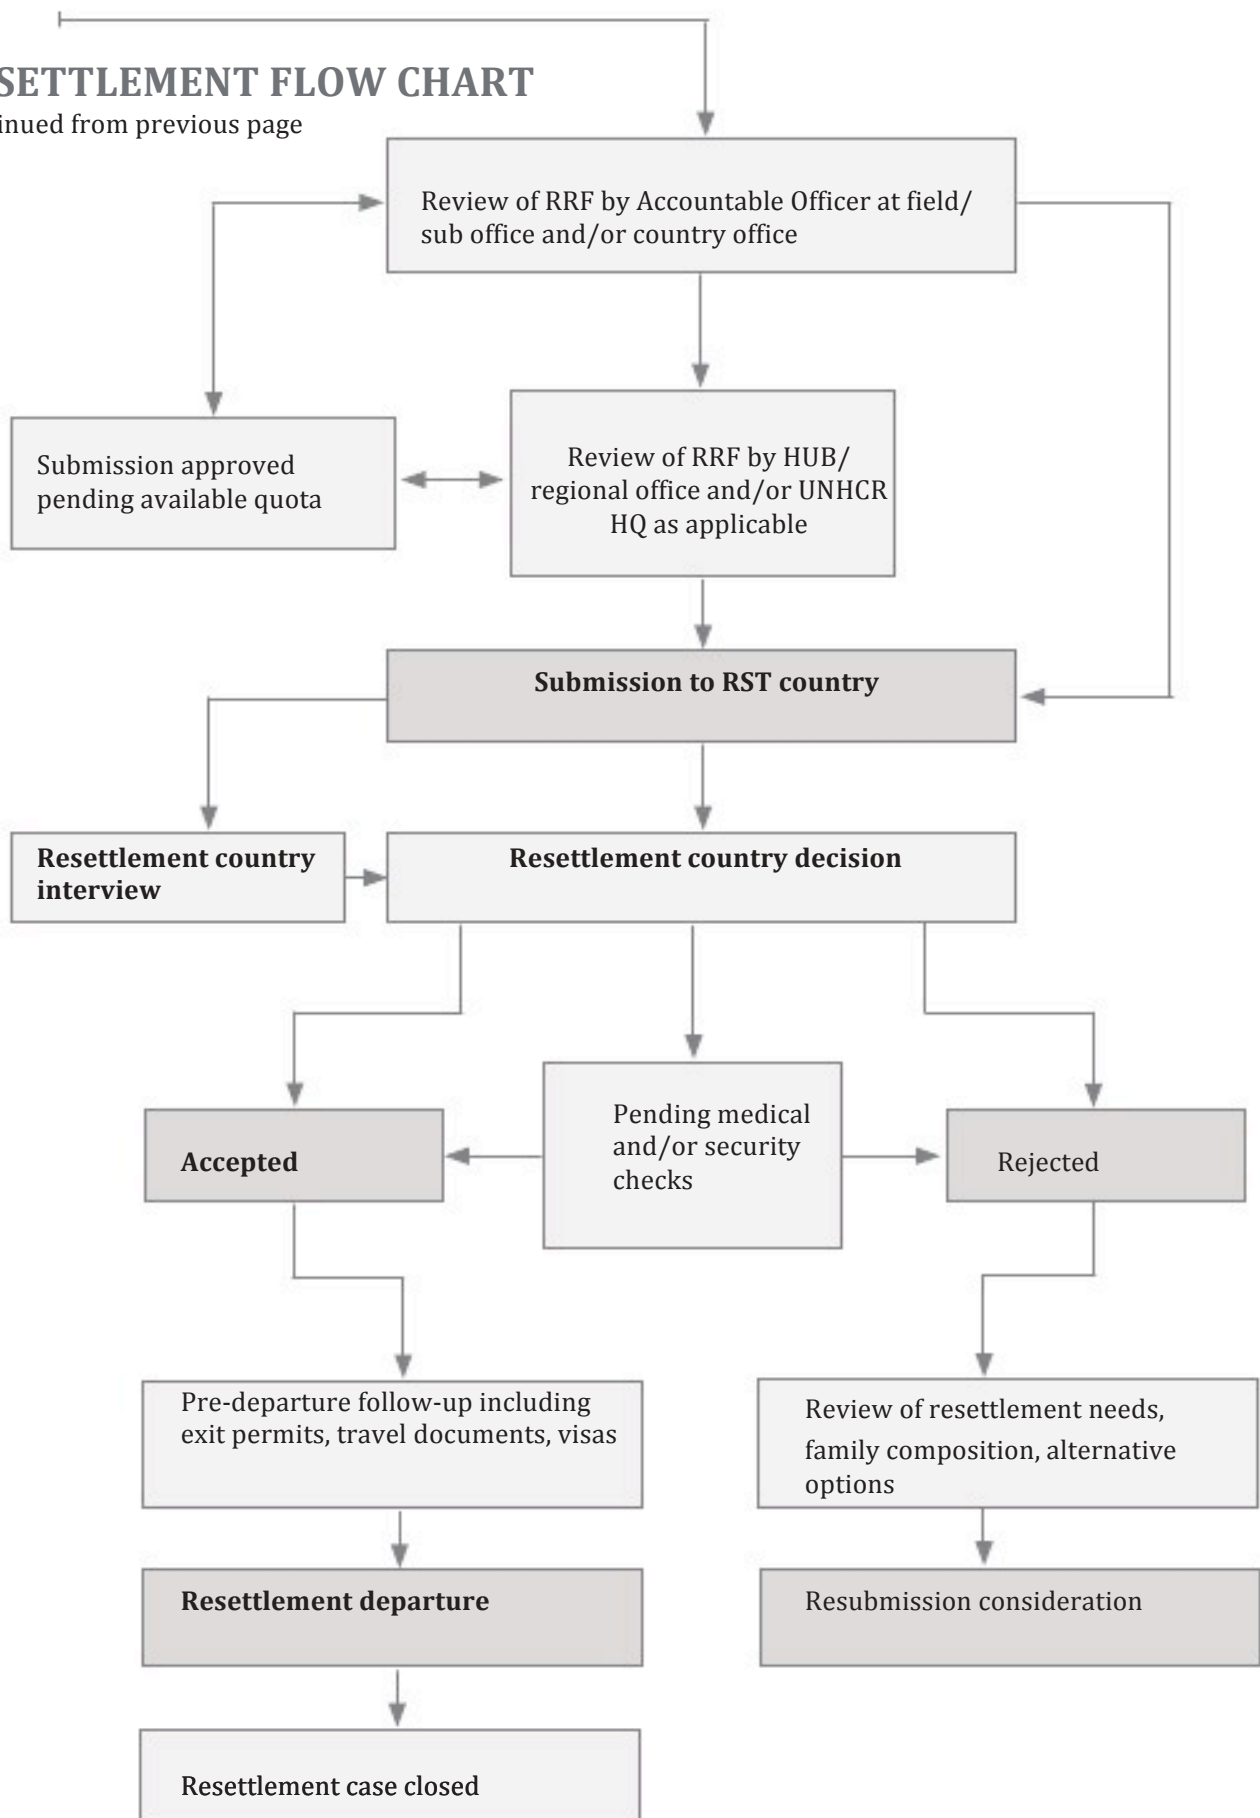 SETTLEMENT FLOW CHART
inued from previous page
Review of RRF by Accountable Officer at field/
sub office and/or country office
Submission approved
pending available quota
Review of RRF by HUB/
regional office and/or UNHCR
HQ as applicable
Submission to RST country
Resettlement country
interview
Resettlement country decision
Accepted
Pending medical
and/or security
checks
Rejected
Pre-departure follow-up including
exit permits, travel documents, visas
Review of resettlement needs,
family composition, alternative
options
Resettlement departure
Resubmission consideration
Resettlement case closed